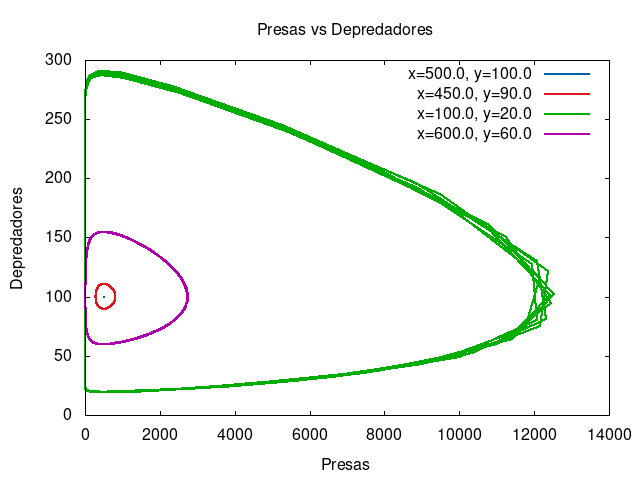 Presas vs Depredadores
300
250
200
150
100
50
0
Depredadores
x=500.0, y=100.0
x=450.0, y=90.0
x=100.0, y=20.0
x=600.0, y=60.0
0 2000 4000 6000 8000 10000 12000 14000
Presas